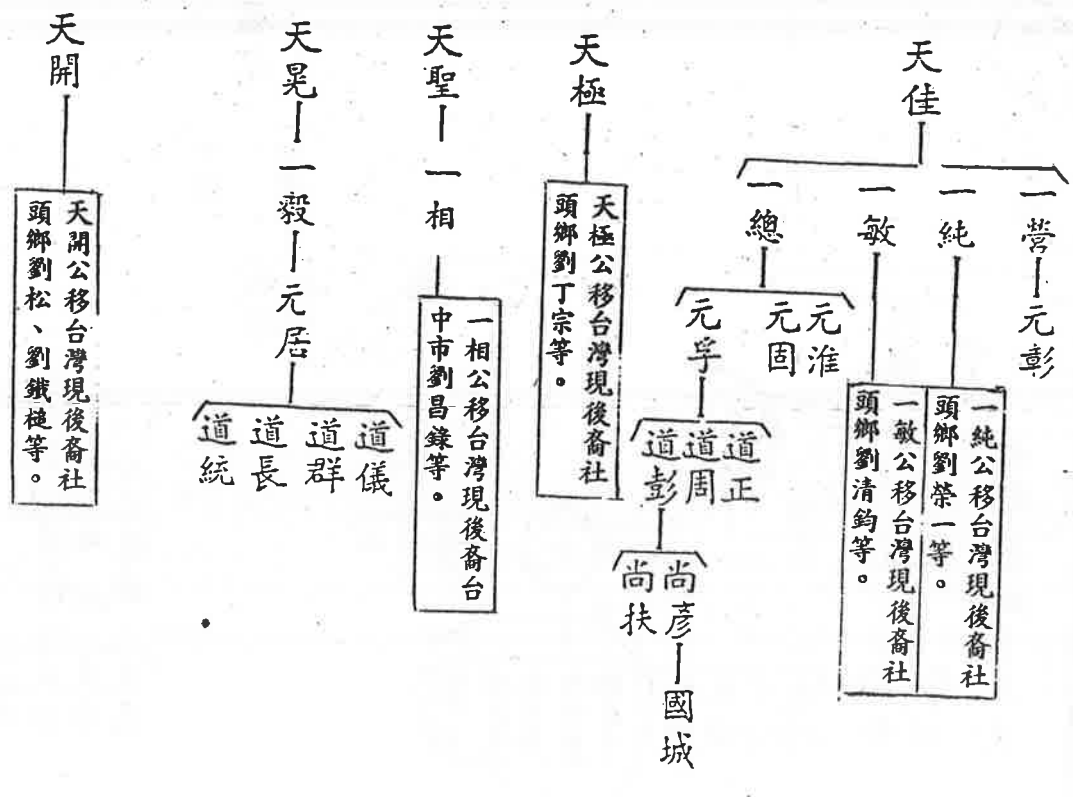 天佳
一營
元彰
一純
一純公移台灣現後裔社
頭鄉劉榮一等。
一敏
一敏公移台灣現後裔社
頭鄉劉清鈞等。
一總
元淮
元固
元孚
道正
道周
道彭
尚彥
國城
尚扶
天極
天極公移台灣現後裔社
頭鄉劉丁宗等。
天聖
一相
一相公移台灣現後裔台
中市劉昌錄等。
天晃
一毅
元居
道儀
道群
道長
道統
天開
天開公移台灣現後裔社
頭鄉劉松、劉鐵槌等。